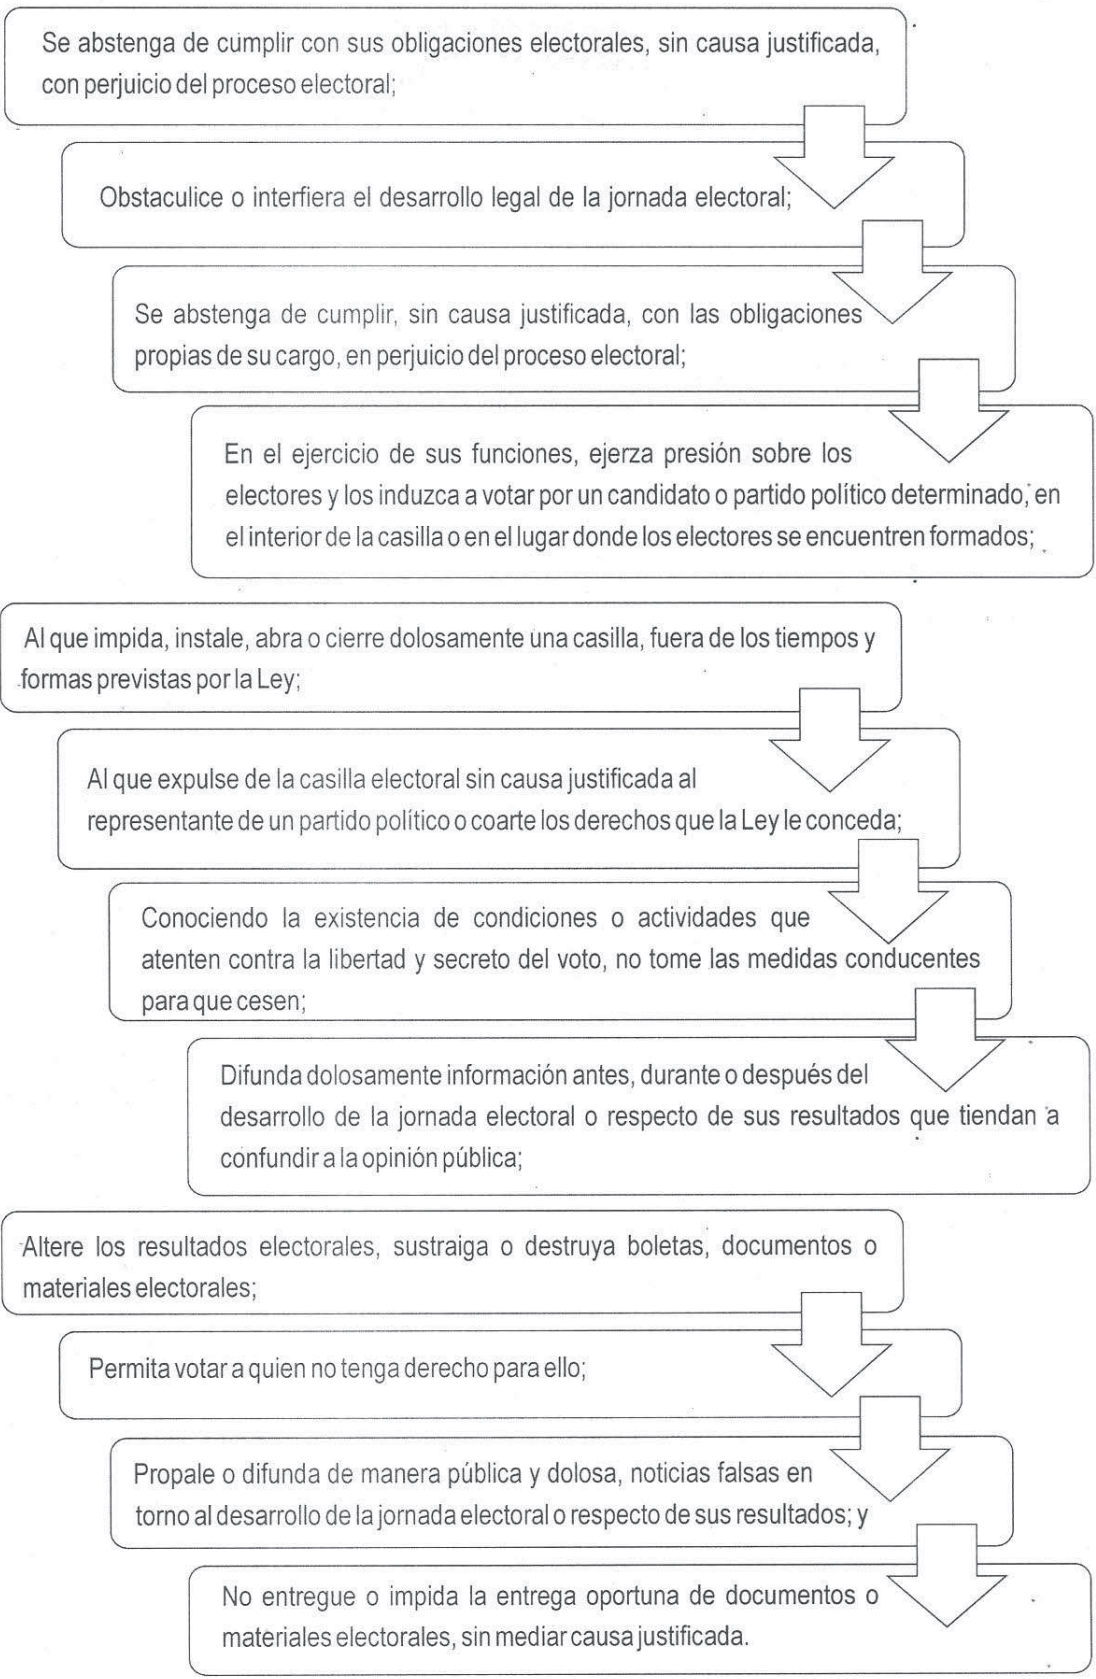 Se abstenga de cumplir con sus obligaciones electorales, sin causa justificada,
con perjuicio del proceso electoral;
Obstaculice o interfiera el desarrollo legal de la jornada electoral;
Se abstenga de cumplir, sin causa justificada, con las obligaciones
propias de su cargo, en perjuicio del proceso electoral;
En el ejercicio de sus funciones, ejerza presión sobre los
electores y los induzca a votar por un candidato o partido político determinado, en
el interior de la casilla o en el lugar donde los electores se encuentren formados;
Al que impida, instale, abra o cierre dolosamente una casilla, fuera de los tiempos y
formas previstas por la Ley;
Al que expulse de la casilla electoral sin causa justificada al
representante de un partido político o coarte los derechos que la Ley le conceda;
Conociendo la existencia de condiciones o actividades que
atenten contra la libertad y secreto del voto, no tome las medidas conducentes
para que cesen;
Difunda dolosamente información antes, durante o después del
desarrollo de la jornada electoral o respecto de sus resultados que tiendan a
confundir a la opinión pública;
Altere los resultados electorales, sustraiga o destruya boletas, documentos o
materiales electorales;
Permita votar a quien no tenga derecho para ello;
Propale o difunda de manera pública y dolosa, noticias falsas en
torno al desarrollo de la jornada electoral o respecto de sus resultados; y
No entregue o impida la entrega oportuna de documentos o
materiales electorales, sin mediar causa justificada.